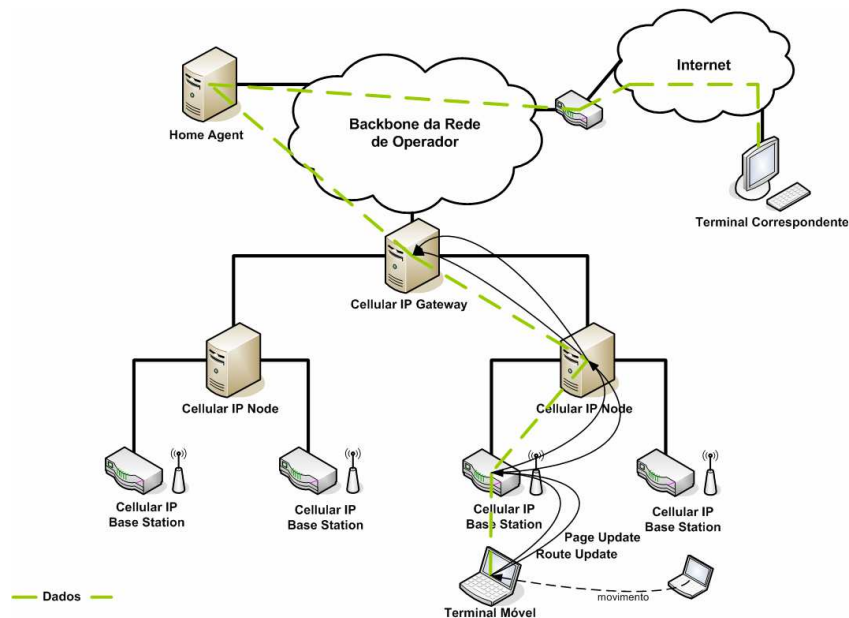 Internet
Home Agent
Backbone da Rede
de Operador
Terminal Correspondente
Cellular IP Gateway
Cellular IP Node
Cellular IP Node
Cellular IP
Base Station
Cellular IP
Base Station
Cellular IP
Base Station
Cellular IP
Base Station
Page Update
Route Update
movimento
Dados
Terminal Móvel